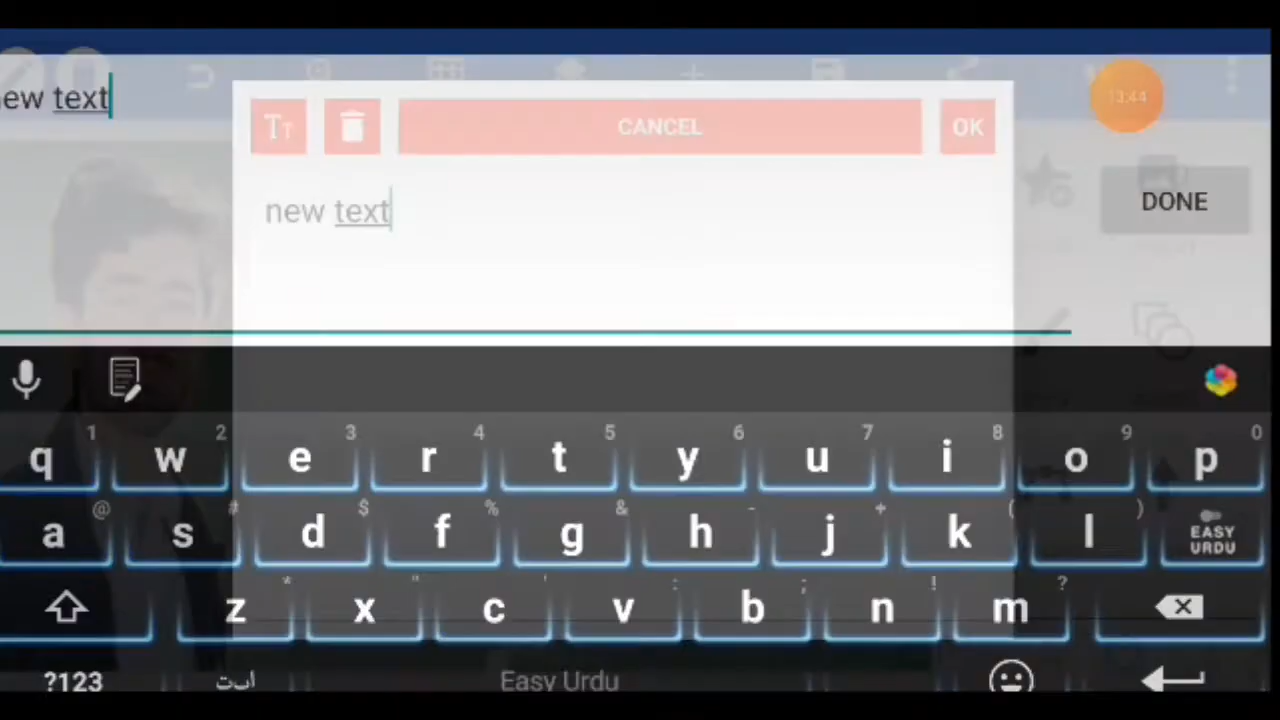 ew text
13:44
CANCEL
OK
new text
DONE
1 2 3 4 5 6 7 8 9 0
q w e r t y u i o p
@ # $ % & - + ( )
a s d f g h j k l EASY URDU
* " ' : ; ! ?
z x c v b n m
?123 ابت Easy Urdu